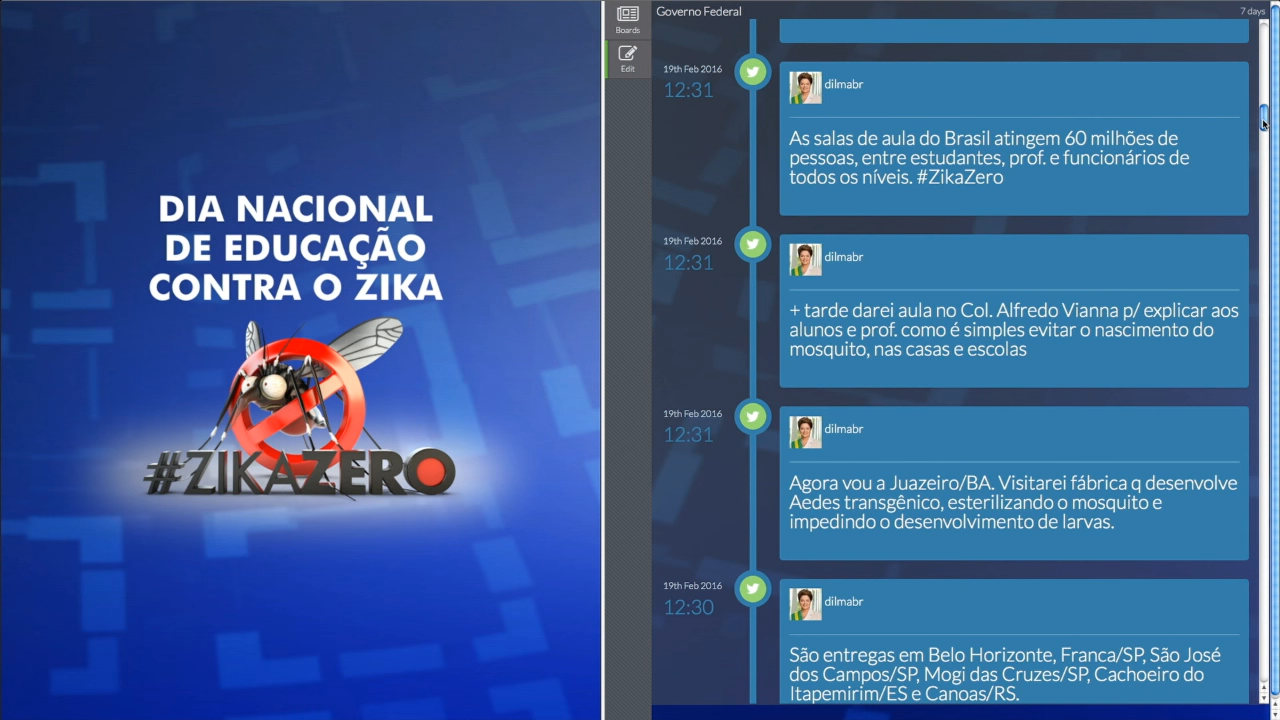 DIA NACIONAL
DE EDUCAÇÃO
CONTRA O ZIKA
#ZIKAZERO
Boards
Edit
Governo Federal
7 days
19th Feb 2016
12:31
dilmabr
As salas de aula do Brasil atingem 60 milhões de
pessoas, entre estudantes, prof. e funcionários de
todos os níveis. #ZikaZero
19th Feb 2016
12:31
dilmabr
+ tarde darei aula no Col. Alfredo Vianna p/ explicar aos
alunos e prof. como é simples evitar o nascimento do
mosquito, nas casas e escolas
19th Feb 2016
12:31
dilmabr
Agora vou a Juazeiro/BA. Visitarei fábrica q desenvolve
Aedes transgênico, esterilizando o mosquito e
impedindo o desenvolvimento de larvas.
19th Feb 2016
12:30
dilmabr
São entregas em Belo Horizonte, Franca/SP, São José
dos Campos/SP, Mogi das Cruzes/SP, Cachoeiro do
Itapemirim/ES e Canoas/RS.